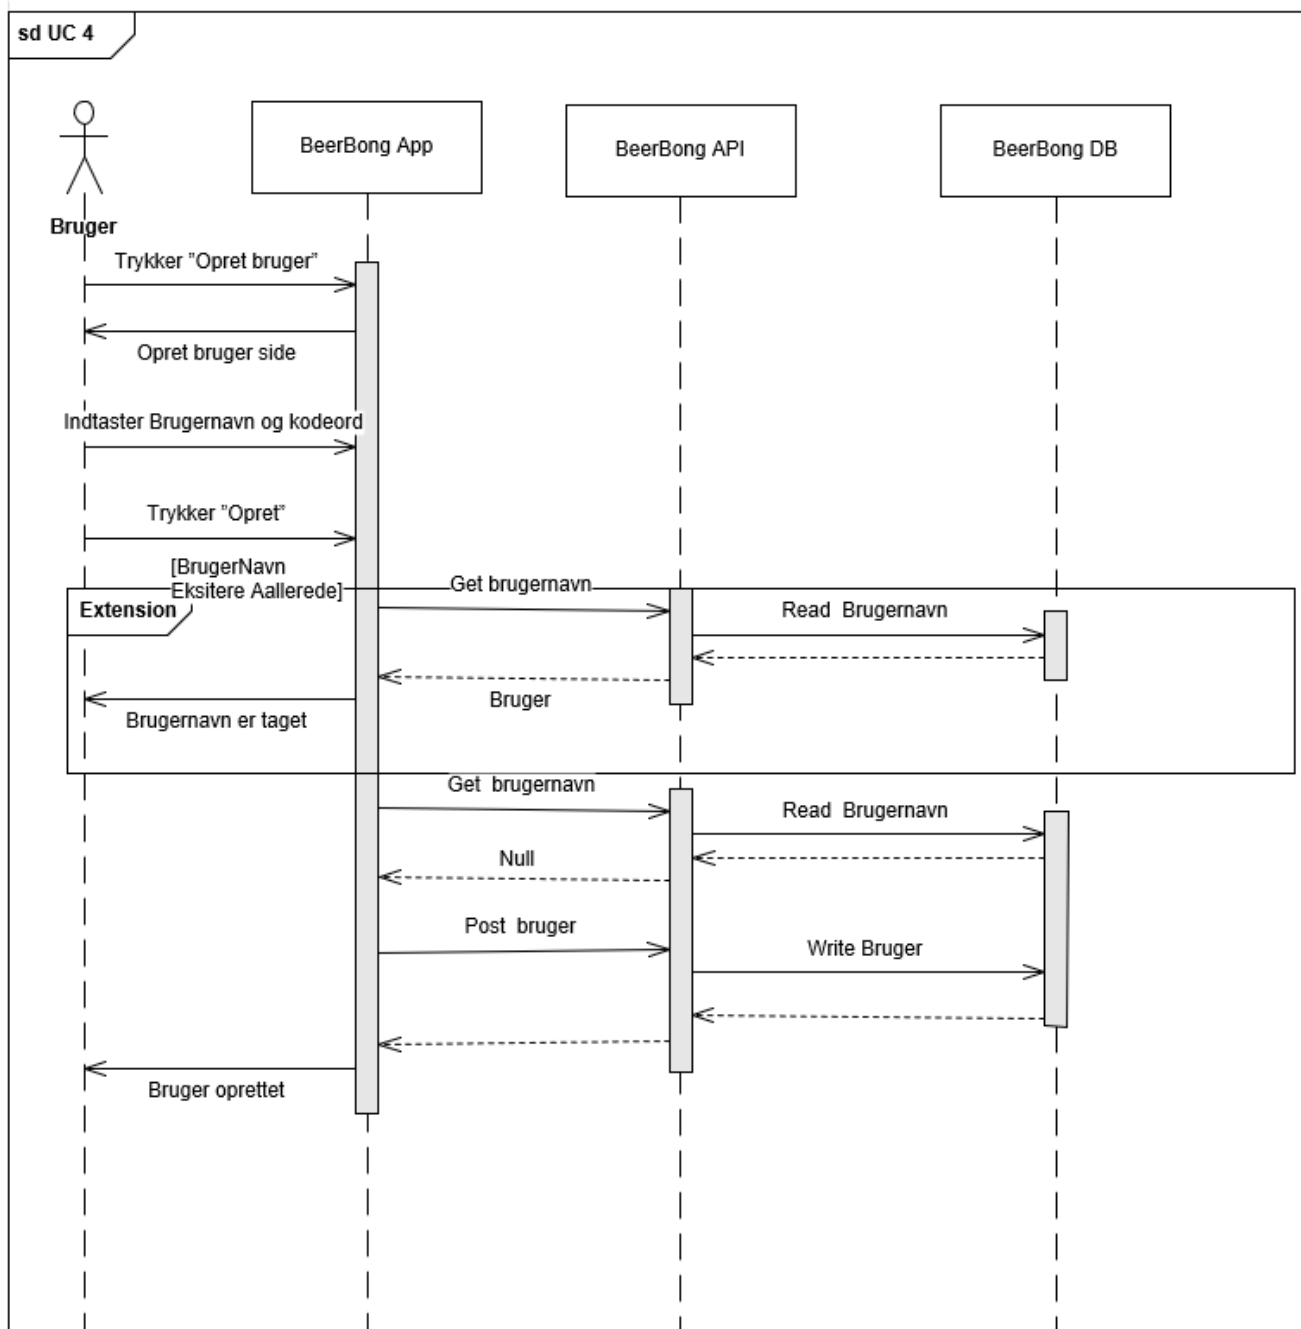 sd UC 4
BeerBong App
BeerBong API
BeerBong DB
Bruger
Trykker "Opret bruger"
Opret bruger side
Indtaster Brugernavn og kodeord
Trykker "Opret"
[BrugerNavn
Eksitere Aallerede]
Extension
Get brugernavn
Read Brugernavn
Bruger
Brugernavn er taget
Get brugernavn
Read Brugernavn
Null
Post bruger
Write Bruger
Bruger oprettet